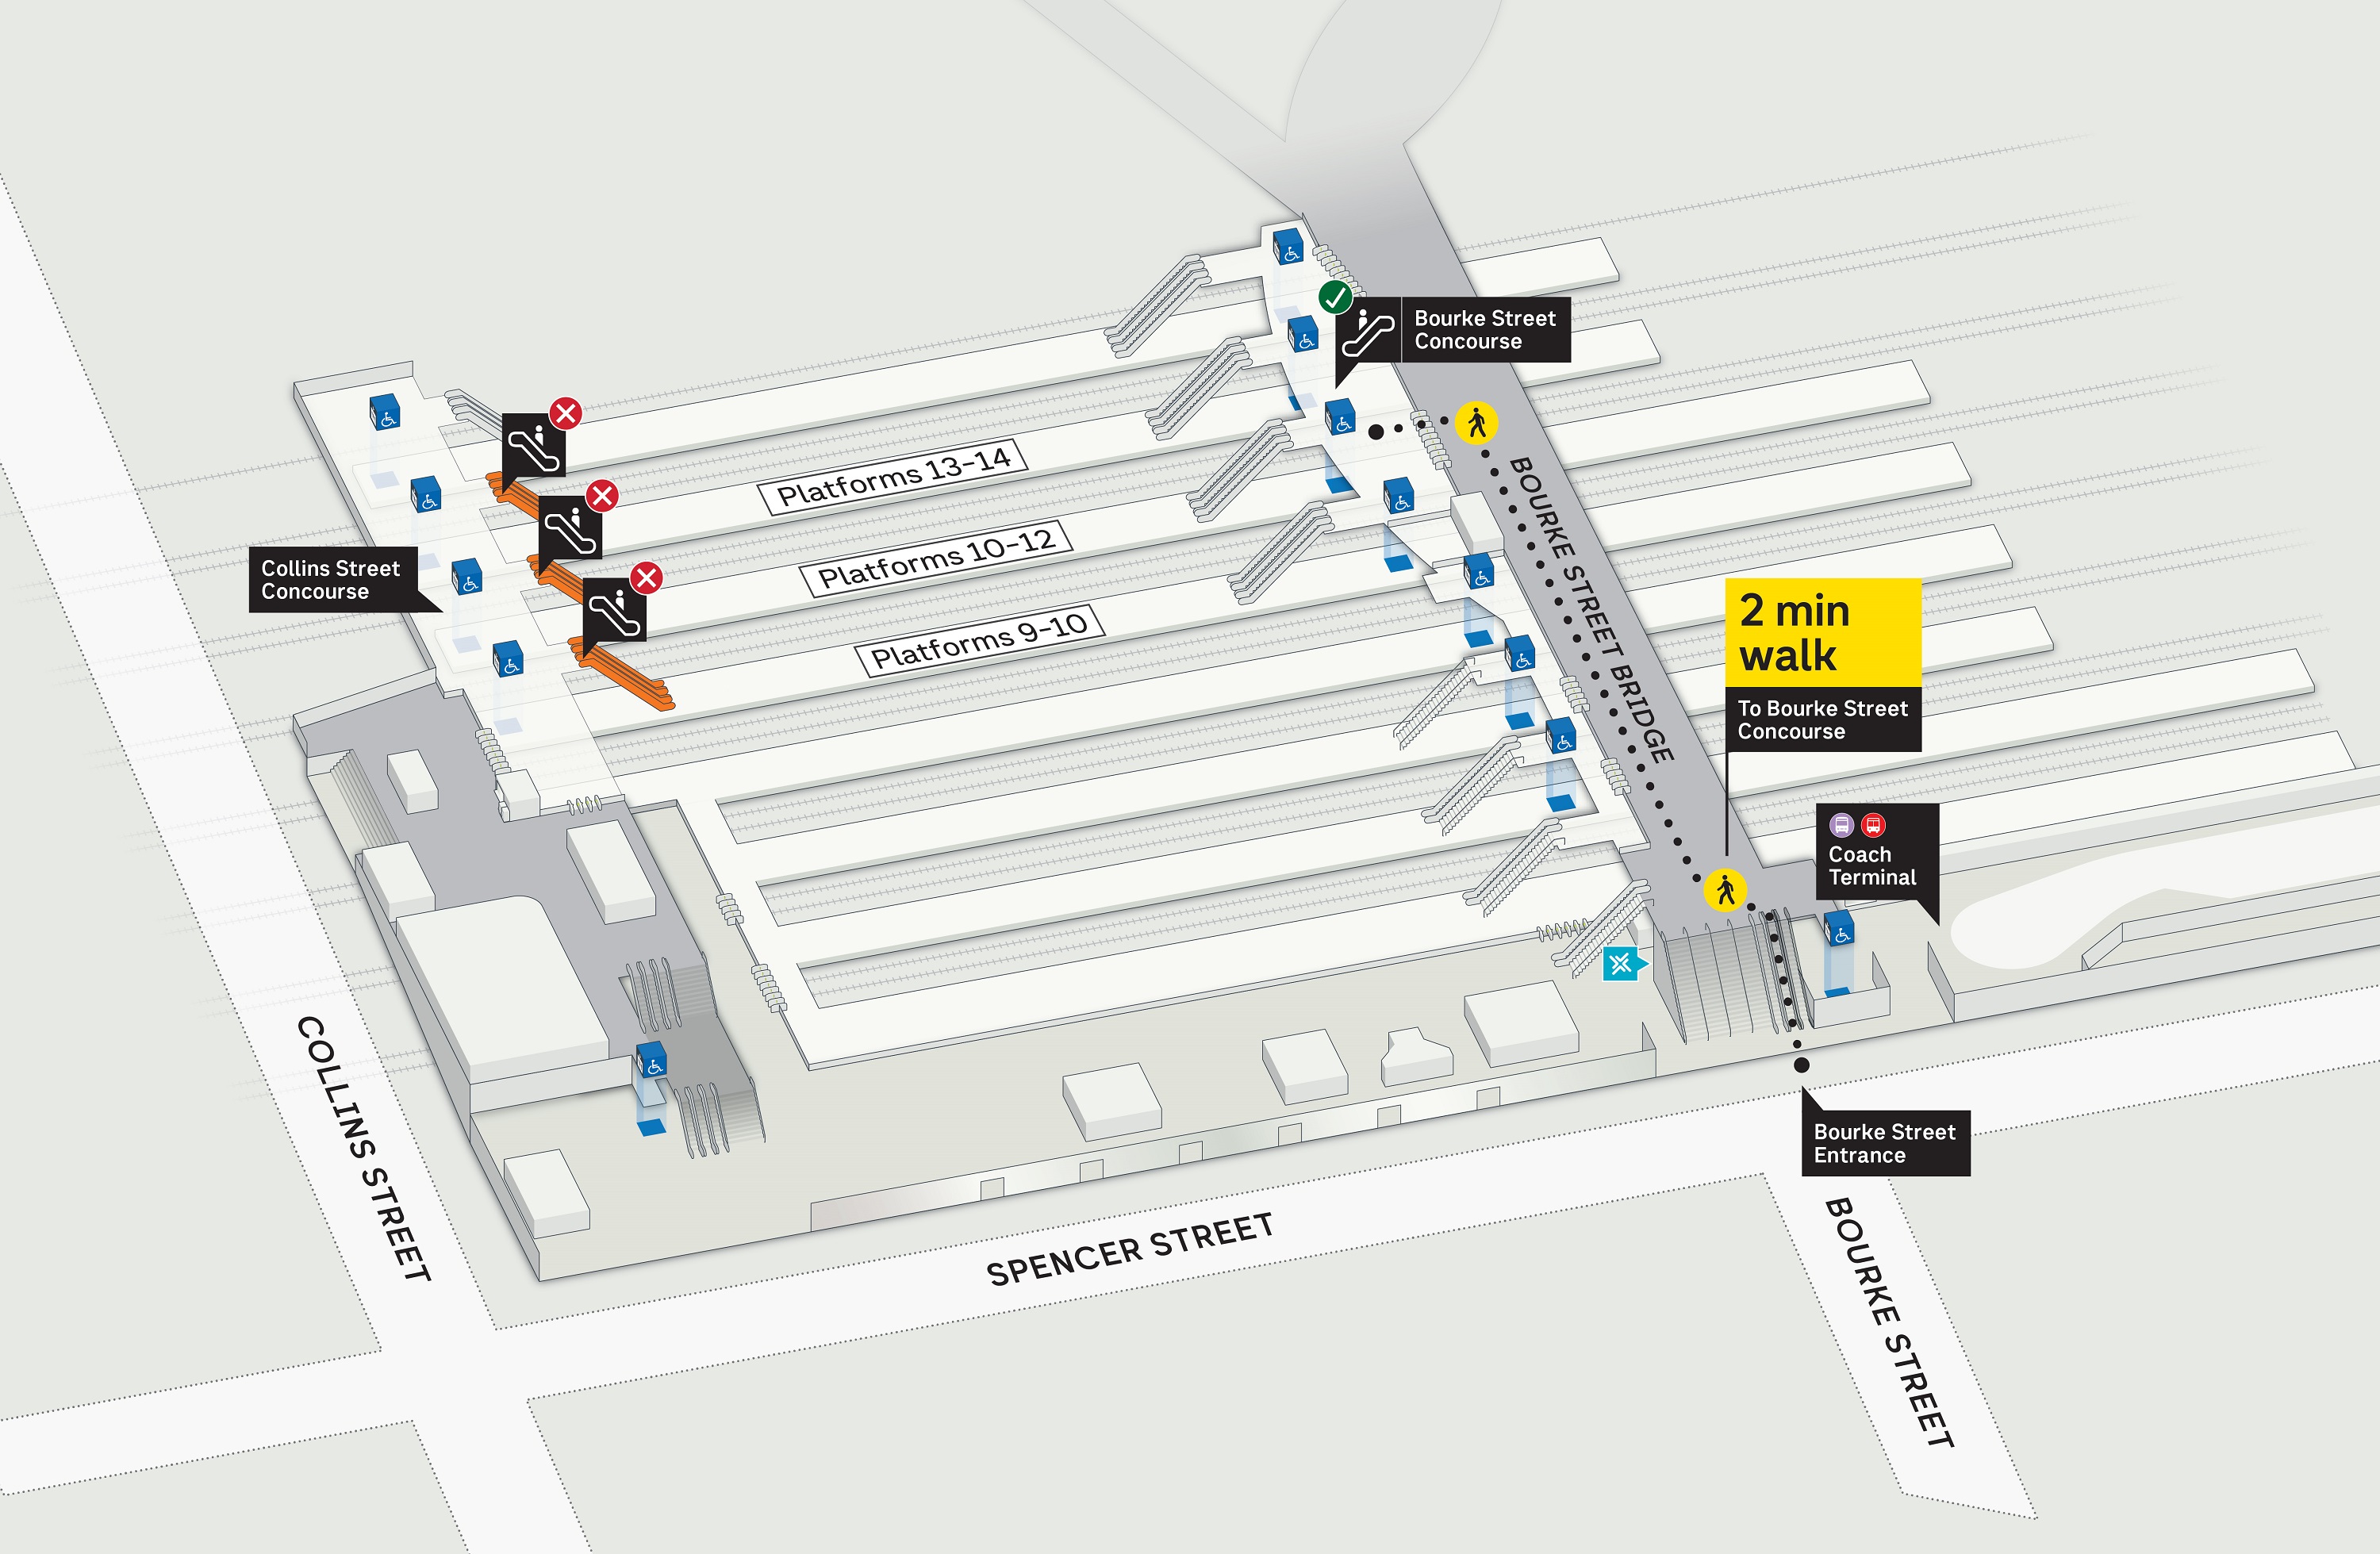 Bourke Street
Concourse
Platforms 13-14
Platforms 10-12
Platforms 9-10
Collins Street
Concourse
BOURKE STREET BRIDGE
2 min
walk
To Bourke Street
Concourse
Coach
Terminal
Bourke Street
Entrance
COLLINS STREET
SPENCER STREET
BOURKE STREET